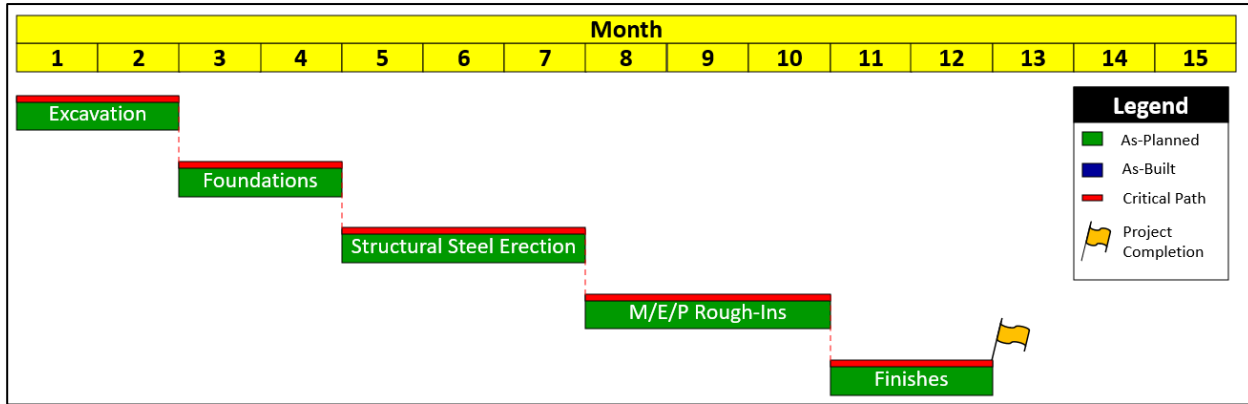 Month
1 2 3 4 5 6 7 8 9 10 11 12 13 14 15
Excavation
Foundations
Structural Steel Erection
M/E/P Rough-Ins
Finishes
Legend
As-Planned
As-Built
Critical Path
Project
Completion